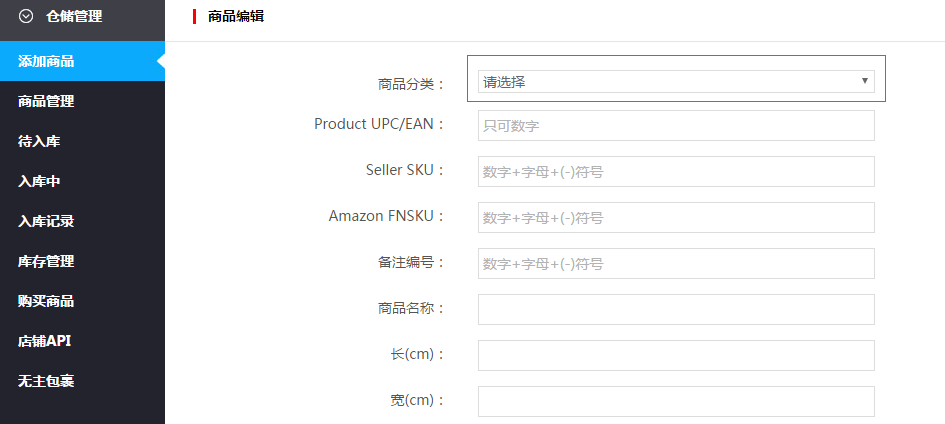 仓储管理
添加商品
商品管理
待入库
入库中
入库记录
库存管理
购买商品
店铺API
无主包裹
商品编辑
商品分类： 请选择
Product UPC/EAN： 只可数字
Seller SKU： 数字+字母+(-)符号
Amazon FNSKU： 数字+字母+(-)符号
备注编号： 数字+字母+(-)符号
商品名称：
长(cm)：
宽(cm)：